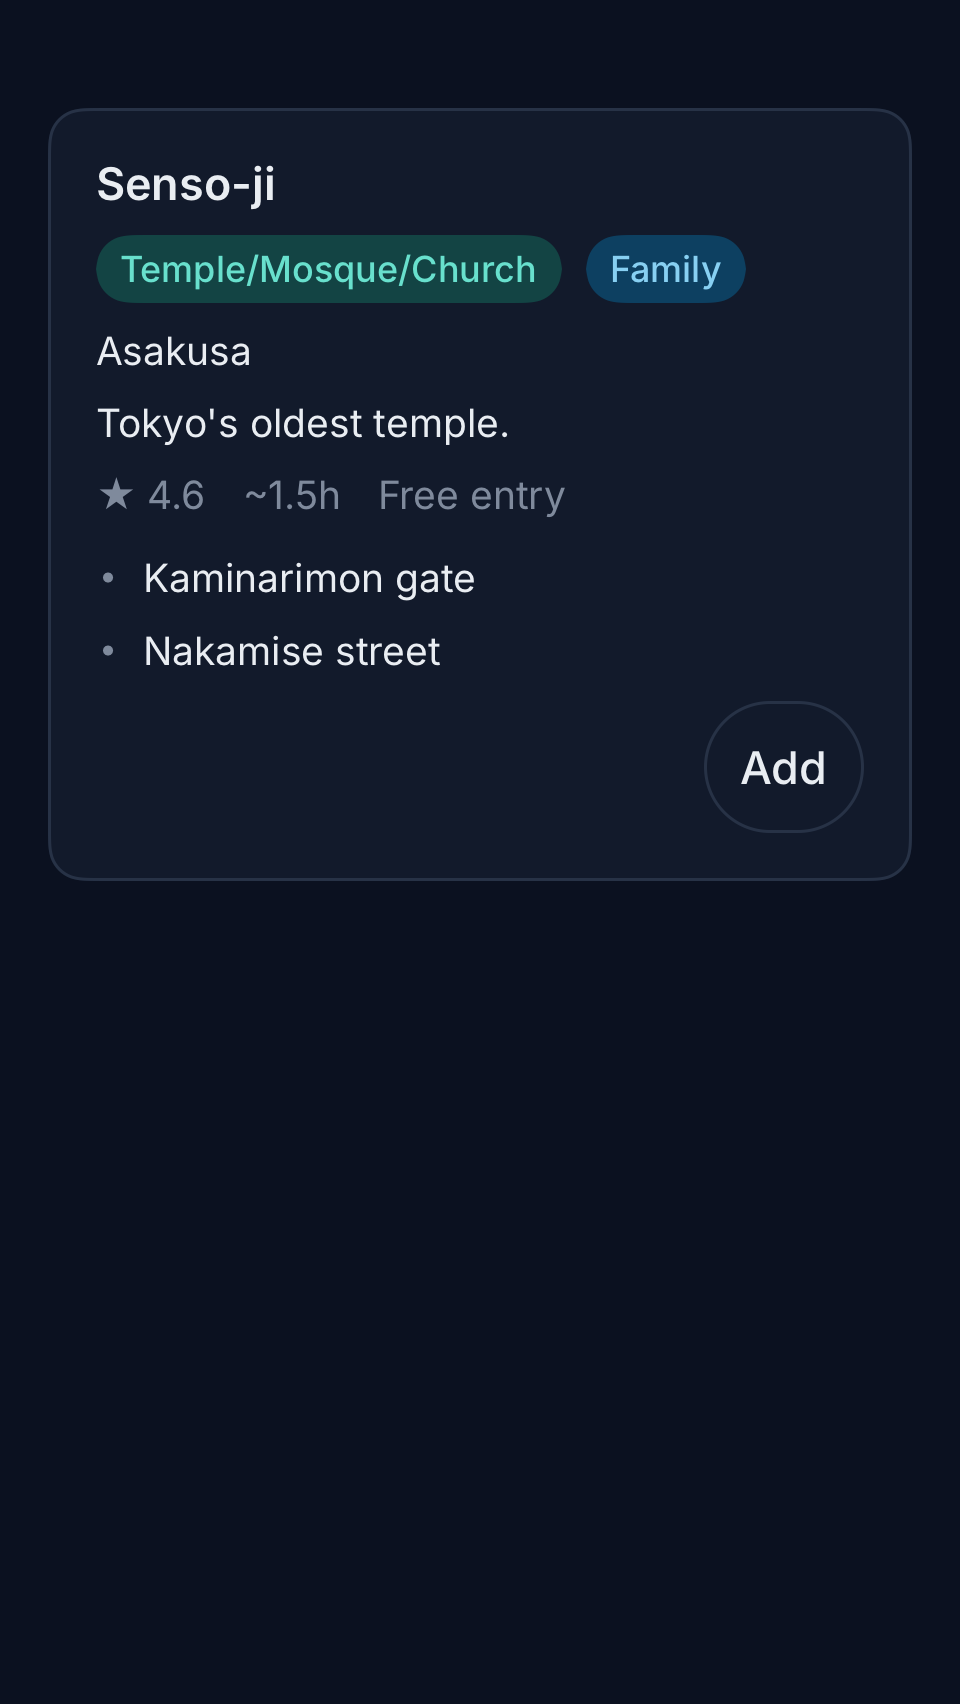 Senso-ji
Temple/Mosque/Church Family
Asakusa
Tokyo's oldest temple.
★ 4.6 ~1.5h Free entry
• Kaminarimon gate
• Nakamise street
Add